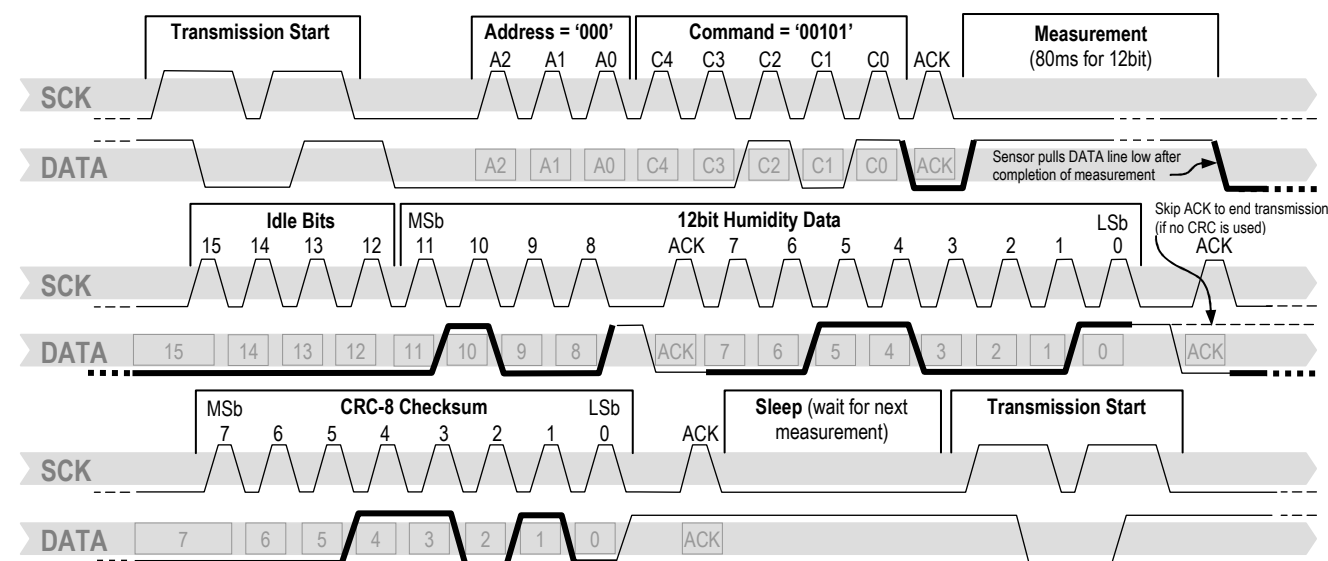 Transmission Start Address = ‘000’ Command = ‘00101’ Measurement
(80ms for 12bit)
A2 A1 A0 C4 C3 C2 C1 C0 ACK
SCK
DATA A2 A1 A0 C4 C3 C2 C1 C0 ACK
Sensor pulls DATA line low after
completion of measurement
Skip ACK to end transmission
(if no CRC is used)
Idle Bits MSb 12bit Humidity Data LSb
15 14 13 12 11 10 9 8 ACK 7 6 5 4 3 2 1 0 ACK
SCK
DATA 15 14 13 12 11 10 9 8 ACK 7 6 5 4 3 2 1 0 ACK
MSb CRC-8 Checksum LSb Sleep (wait for next Transmission Start
measurement)
7 6 5 4 3 2 1 0 ACK
SCK
DATA 7 6 5 4 3 2 1 0 ACK